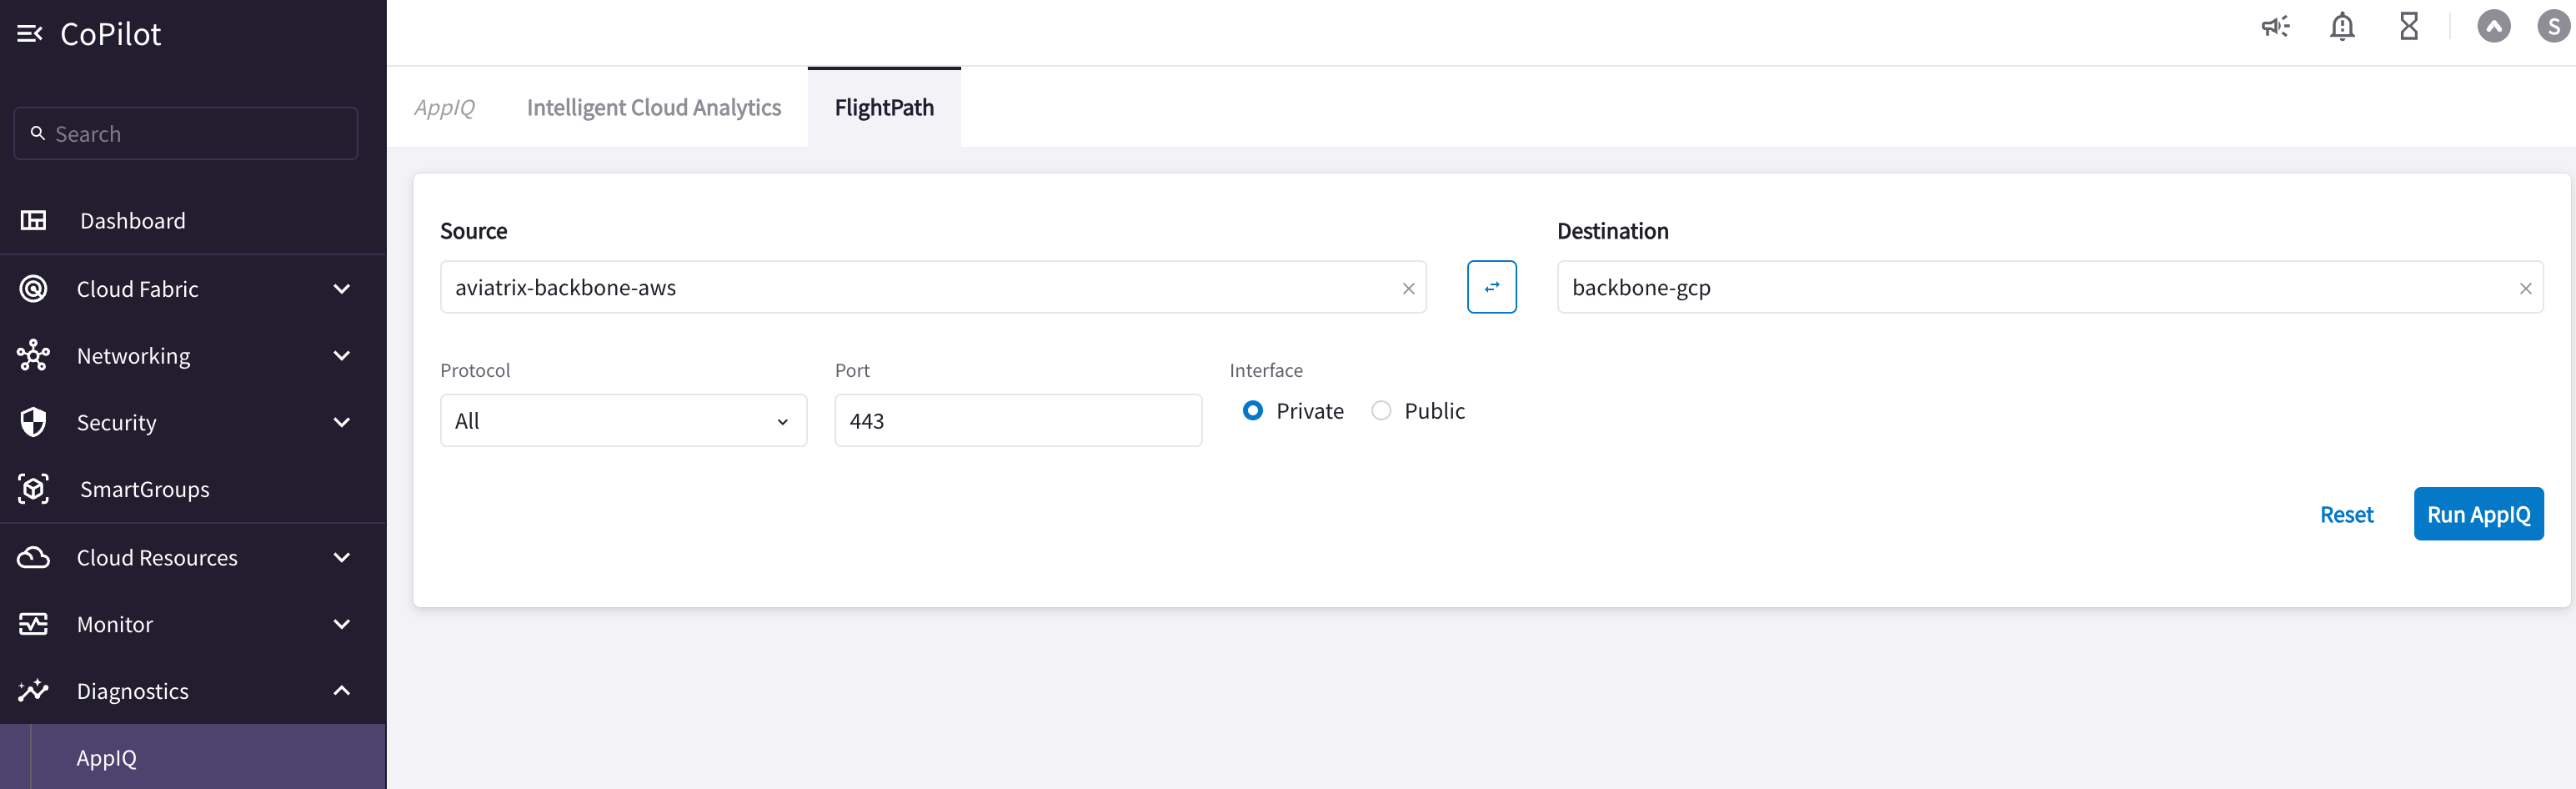 CoPilot
Search
Dashboard
Cloud Fabric
Networking
Security
SmartGroups
Cloud Resources
Monitor
Diagnostics
AppIQ
S
AppIQ Intelligent Cloud Analytics FlightPath
Source Destination
aviatrix-backbone-aws backbone-gcp
Protocol Port Interface
All 443 Private Public
Reset Run AppIQ